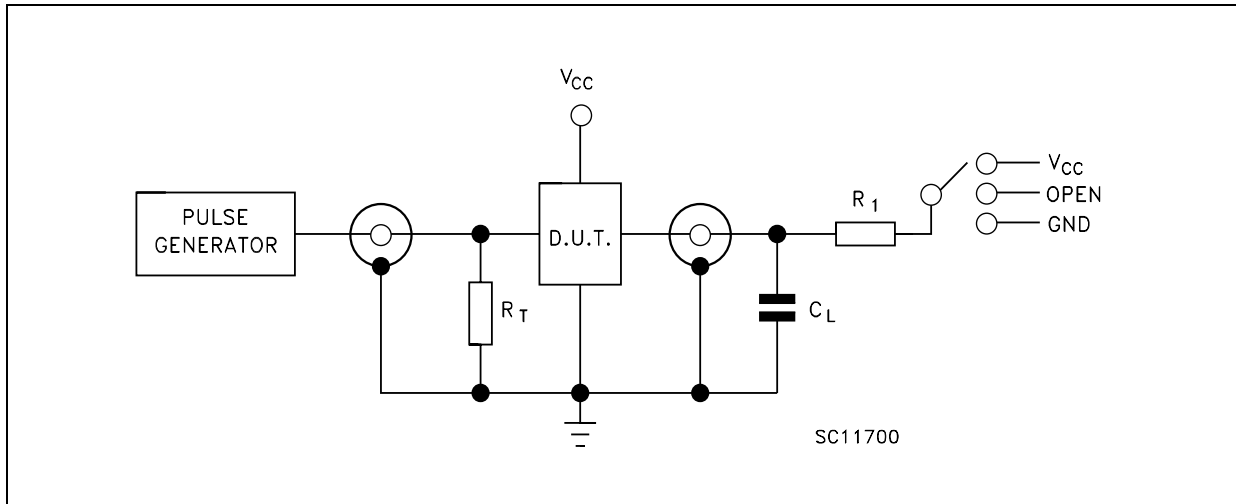 VCC
PULSE
GENERATOR
D.U.T.
RT
CL
R1
VCC
OPEN
GND
SC11700